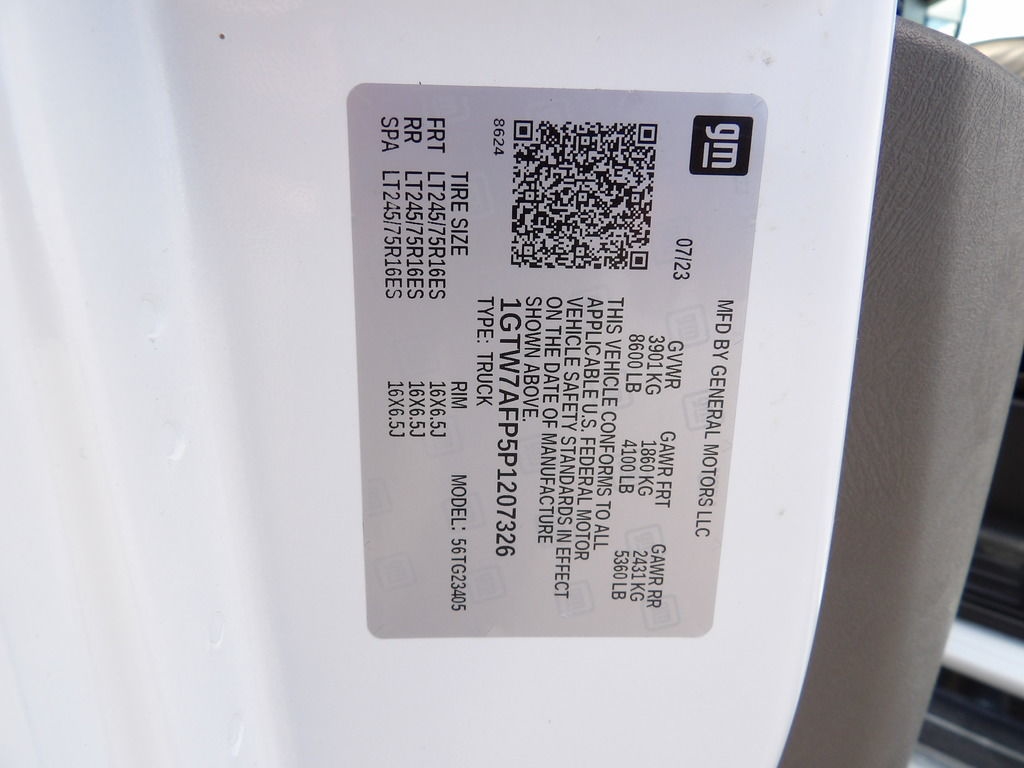 gm
MFD BY GENERAL MOTORS LLC
07/23
GVWR GAWR FRT GAWR RR
3901 KG 1860 KG 2431 KG
8600 LB 4100 LB 5360 LB
THIS VEHICLE CONFORMS TO ALL
APPLICABLE U.S. FEDERAL MOTOR
VEHICLE SAFETY STANDARDS IN EFFECT
ON THE DATE OF MANUFACTURE
SHOWN ABOVE.
8624
1GTW7AFP5P1207326
TYPE: TRUCK
TIRE SIZE RIM MODEL: 56TG23405
FRT LT245/75R16ES 16X6.5J
RR LT245/75R16ES 16X6.5J
SPA LT245/75R16ES 16X6.5J